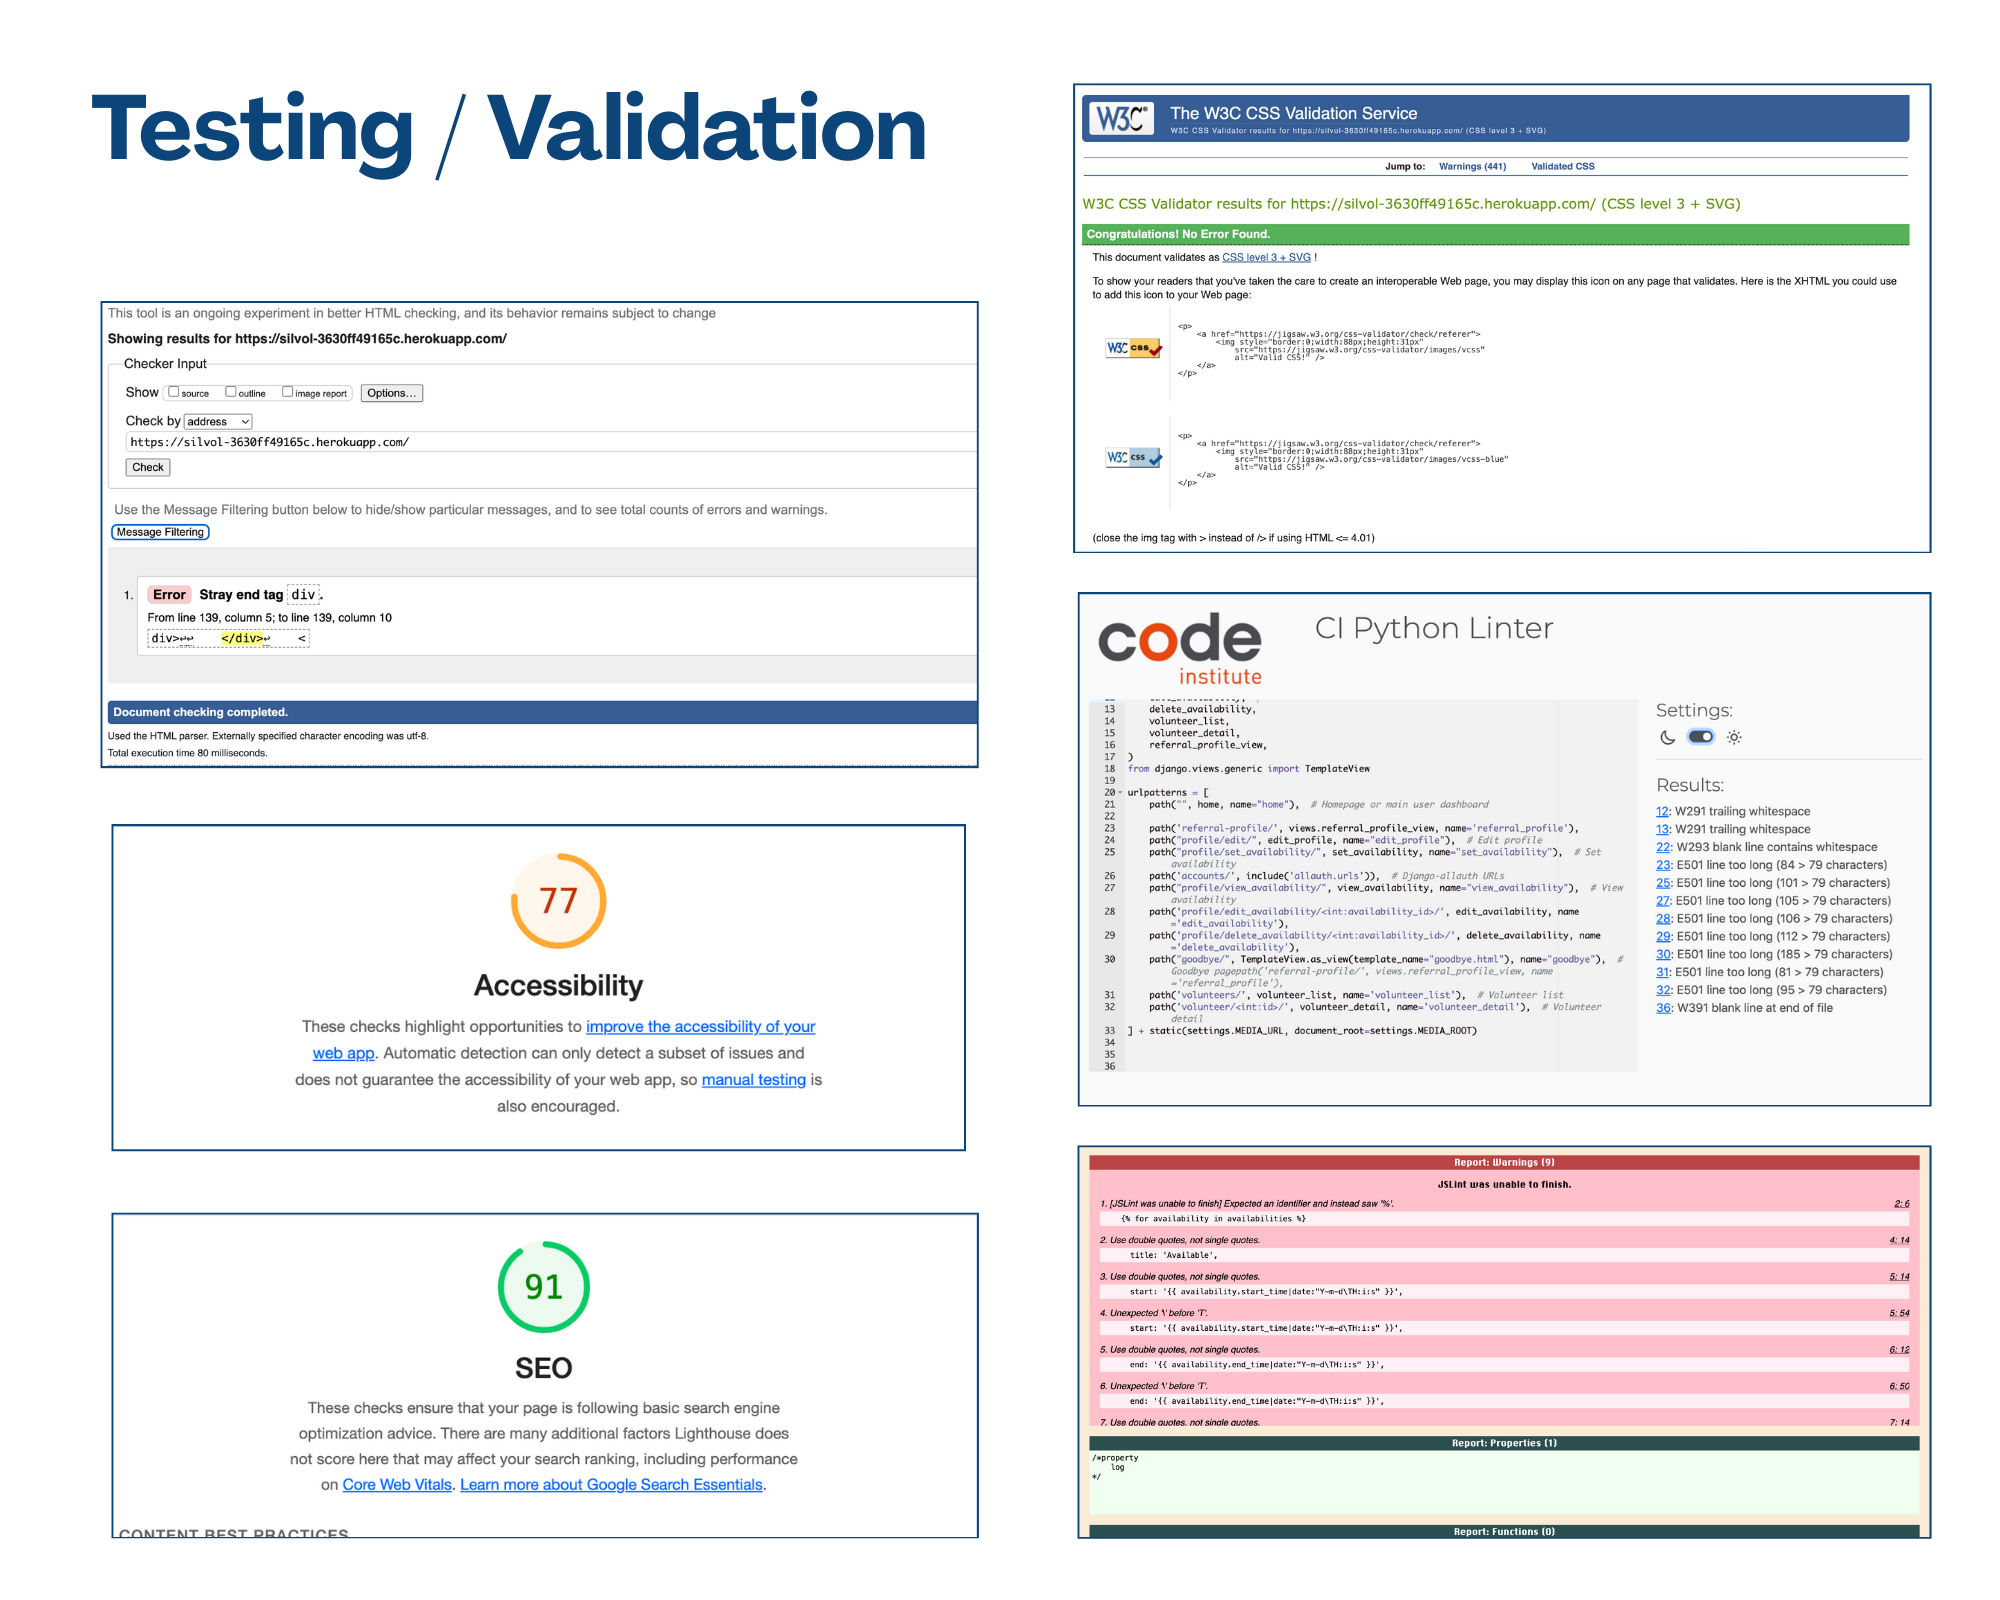 Testing / Validation
This tool is an ongoing experiment in better HTML checking, and its behavior remains subject to change
Showing results for https://silvol-3630ff49165c.herokuapp.com/
Checker Input
Show source outline image report Options...
Check by address
https://silvol-3630ff49165c.herokuapp.com/
Check
Use the Message Filtering button below to hide/show particular messages, and to see total counts of errors and warnings.
Message Filtering
1. Error Stray end tag div.
From line 139, column 5; to line 139, column 10
div>↩↩ </div>↩ <
Document checking completed.
Used the HTML parser. Externally specified character encoding was utf-8.
Total execution time 80 milliseconds.
77
Accessibility
These checks highlight opportunities to improve the accessibility of your
web app. Automatic detection can only detect a subset of issues and
does not guarantee the accessibility of your web app, so manual testing is
also encouraged.
91
SEO
These checks ensure that your page is following basic search engine
optimization advice. There are many additional factors Lighthouse does
not score here that may affect your search ranking, including performance
on Core Web Vitals. Learn more about Google Search Essentials.
CONTENT BEST PRACTICES
W3C® The W3C CSS Validation Service
W3C CSS Validator results for https://silvol-3630ff49165c.herokuapp.com/ (CSS level 3 + SVG)
Jump to: Warnings (441) Validated CSS
W3C CSS Validator results for https://silvol-3630ff49165c.herokuapp.com/ (CSS level 3 + SVG)
Congratulations! No Error Found.
This document validates as CSS level 3 + SVG !
To show your readers that you've taken the care to create an interoperable Web page, you may display this icon on any page that validates. Here is the XHTML you could use
to add this icon to your Web page:
W3C css
<p>
<a href="https://jigsaw.w3.org/css-validator/check/referer">
<img style="border:0;width:88px;height:31px"
src="https://jigsaw.w3.org/css-validator/images/vcss"
alt="Valid CSS!" />
</a>
</p>
W3C css
<p>
<a href="https://jigsaw.w3.org/css-validator/check/referer">
<img style="border:0;width:88px;height:31px"
src="https://jigsaw.w3.org/css-validator/images/vcss-blue"
alt="Valid CSS!" />
</a>
</p>
(close the img tag with > instead of /> if using HTML <= 4.01)
code institute
CI Python Linter
13 delete_availability,
14 volunteer_list,
15 volunteer_detail,
16 referral_profile_view,
17 )
18 from django.views.generic import TemplateView
19
20 urlpatterns = [
21 path("", home, name="home"), # Homepage or main user dashboard
22
23 path('referral-profile/', views.referral_profile_view, name='referral_profile'),
24 path("profile/edit/", edit_profile, name="edit_profile"), # Edit profile
25 path("profile/set_availability/", set_availability, name="set_availability"), # Set
availability
26 path('accounts/', include('allauth.urls')), # Django-allauth URLs
27 path("profile/view_availability/", view_availability, name="view_availability"), # View
availability
28 path('profile/edit_availability/<int:availability_id>/', edit_availability, name
='edit_availability'),
29 path('profile/delete_availability/<int:availability_id>/', delete_availability, name
='delete_availability'),
30 path("goodbye/", TemplateView.as_view(template_name="goodbye.html"), name="goodbye"), #
Goodbye pagepath('referral-profile/', views.referral_profile_view, name
='referral_profile'),
31 path('volunteers/', volunteer_list, name='volunteer_list'), # Volunteer list
32 path('volunteer/<int:id>/', volunteer_detail, name='volunteer_detail'), # Volunteer
detail
33 ] + static(settings.MEDIA_URL, document_root=settings.MEDIA_ROOT)
34
35
36
Settings:
Results:
12: W291 trailing whitespace
13: W291 trailing whitespace
22: W293 blank line contains whitespace
23: E501 line too long (84 > 79 characters)
25: E501 line too long (101 > 79 characters)
27: E501 line too long (105 > 79 characters)
28: E501 line too long (106 > 79 characters)
29: E501 line too long (112 > 79 characters)
30: E501 line too long (185 > 79 characters)
31: E501 line too long (81 > 79 characters)
32: E501 line too long (95 > 79 characters)
36: W391 blank line at end of file
Report: Warnings (9)
JSLint was unable to finish.
1. [JSLint was unable to finish] Expected an identifier and instead saw '%'. 2: 6
{% for availability in availabilities %}
2. Use double quotes, not single quotes. 4: 14
title: 'Available',
3. Use double quotes, not single quotes. 5: 14
start: '{{ availability.start_time|date:"Y-m-d\TH:i:s" }}',
4. Unexpected '\' before 'T'. 5: 54
start: '{{ availability.start_time|date:"Y-m-d\TH:i:s" }}',
5. Use double quotes, not single quotes. 6: 12
end: '{{ availability.end_time|date:"Y-m-d\TH:i:s" }}',
6. Unexpected '\' before 'T'. 6: 50
end: '{{ availability.end_time|date:"Y-m-d\TH:i:s" }}',
7. Use double quotes, not single quotes. 7: 14
Report: Properties (1)
/*property
log
*/
Report: Functions (0)